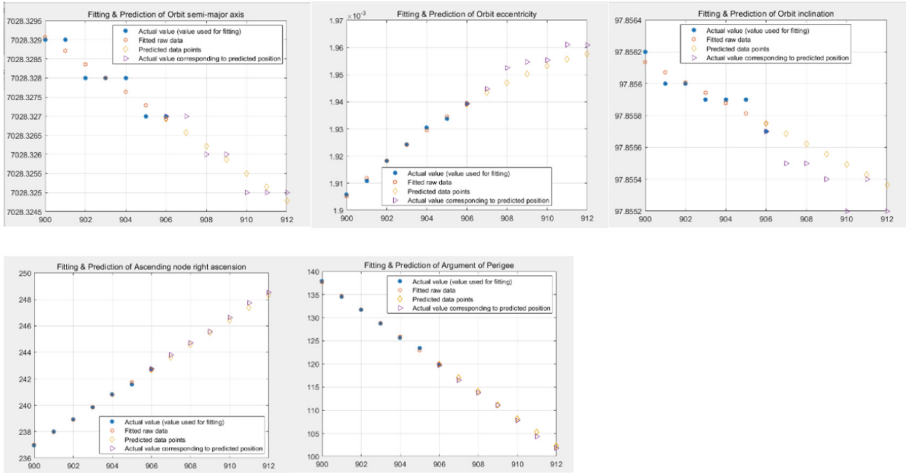 Fitting & Prediction of Orbit semi-major axis
7028.3295
7028.329
7028.3285
7028.328
7028.3275
7028.327
7028.3265
7028.326
7028.3255
7028.325
7028.3245
900 902 904 906 908 910 912
Actual value (value used for fitting)
Fitted raw data
Predicted data points
Actual value corresponding to predicted position
Fitting & Prediction of Orbit eccentricity
×10⁻³
1.97
1.96
1.95
1.94
1.93
1.92
1.91
1.9
900 902 904 906 908 910 912
Actual value (value used for fitting)
Fitted raw data
Predicted data points
Actual value corresponding to predicted position
Fitting & Prediction of Orbit inclination
97.8564
97.8562
97.856
97.8558
97.8556
97.8554
97.8552
900 902 904 906 908 910 912
Actual value (value used for fitting)
Fitted raw data
Predicted data points
Actual value corresponding to predicted position
Fitting & Prediction of Ascending node right ascension
250
248
246
244
242
240
238
236
900 902 904 906 908 910 912
Actual value (value used for fitting)
Fitted raw data
Predicted data points
Actual value corresponding to predicted position
Fitting & Prediction of Argument of Perigee
140
135
130
125
120
115
110
105
100
900 902 904 906 908 910 912
Actual value (value used for fitting)
Fitted raw data
Predicted data points
Actual value corresponding to predicted position